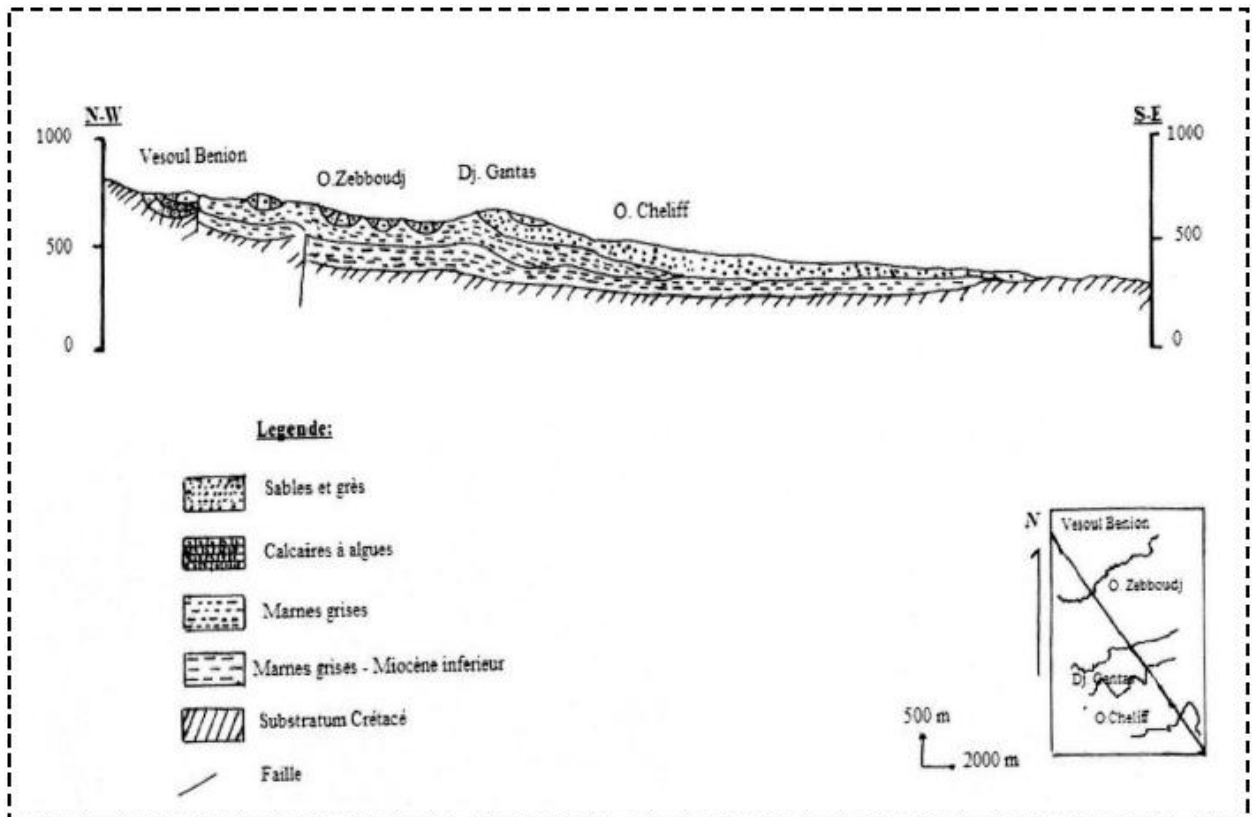 N-W
S-E
1000
1000
Vesoul Benion
O.Zebboudj
Dj. Gantas
O. Cheliff
500
500
0
0
Legende:
Sables et grès
Calcaires à algues
Marnes grises
Marnes grises - Miocène inferieur
Substratum Crétacé
Faille
N
Vesoul Benion
O. Zebboudj
Dj. Gantas
O.Cheliff
500 m
2000 m